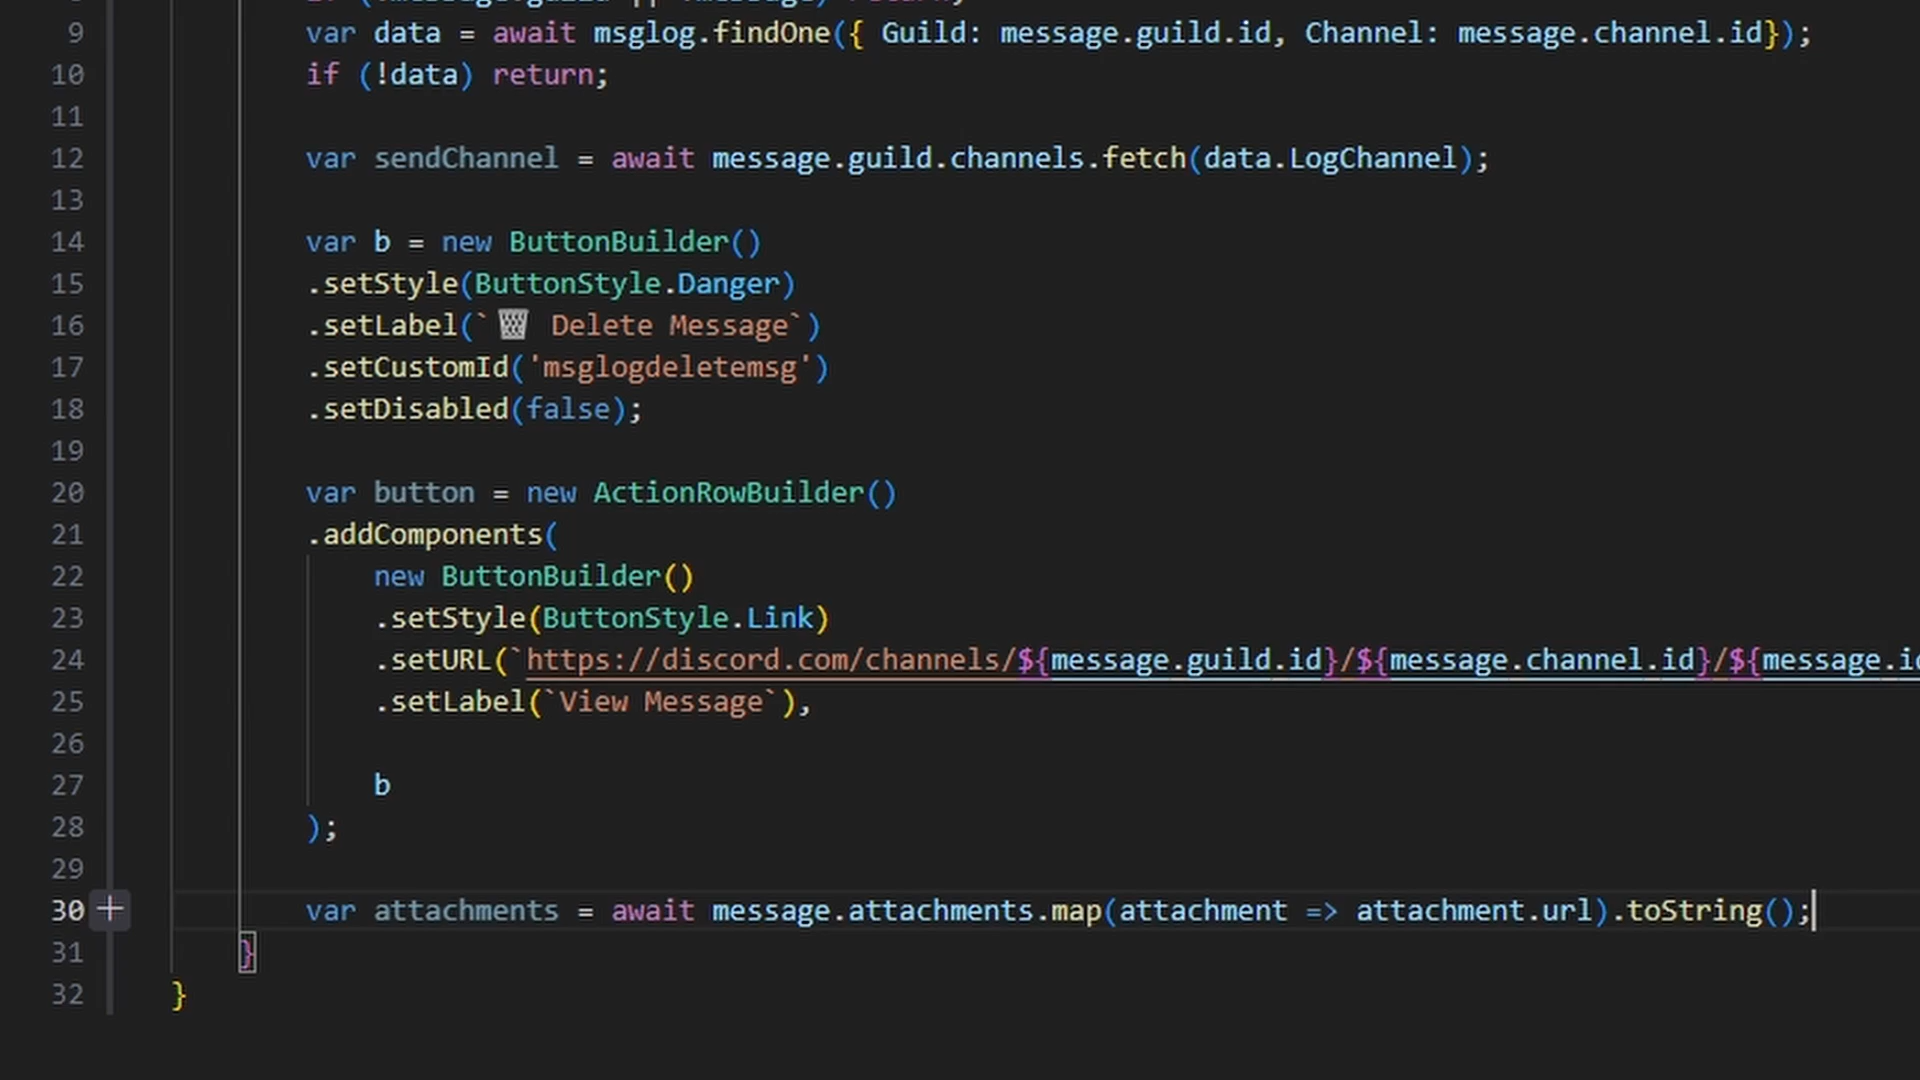 9 var data = await msglog.findOne({ Guild: message.guild.id, Channel: message.channel.id});
10 if (!data) return;
11
12 var sendChannel = await message.guild.channels.fetch(data.LogChannel);
13
14 var b = new ButtonBuilder()
15 .setStyle(ButtonStyle.Danger)
16 .setLabel(`🗑 Delete Message`)
17 .setCustomId('msglogdeletemsg')
18 .setDisabled(false);
19
20 var button = new ActionRowBuilder()
21 .addComponents(
22 new ButtonBuilder()
23 .setStyle(ButtonStyle.Link)
24 .setURL(`https://discord.com/channels/${message.guild.id}/${message.channel.id}/${message.i
25 .setLabel(`View Message`),
26
27 b
28 );
29
30 var attachments = await message.attachments.map(attachment => attachment.url).toString();
31 }
32 }